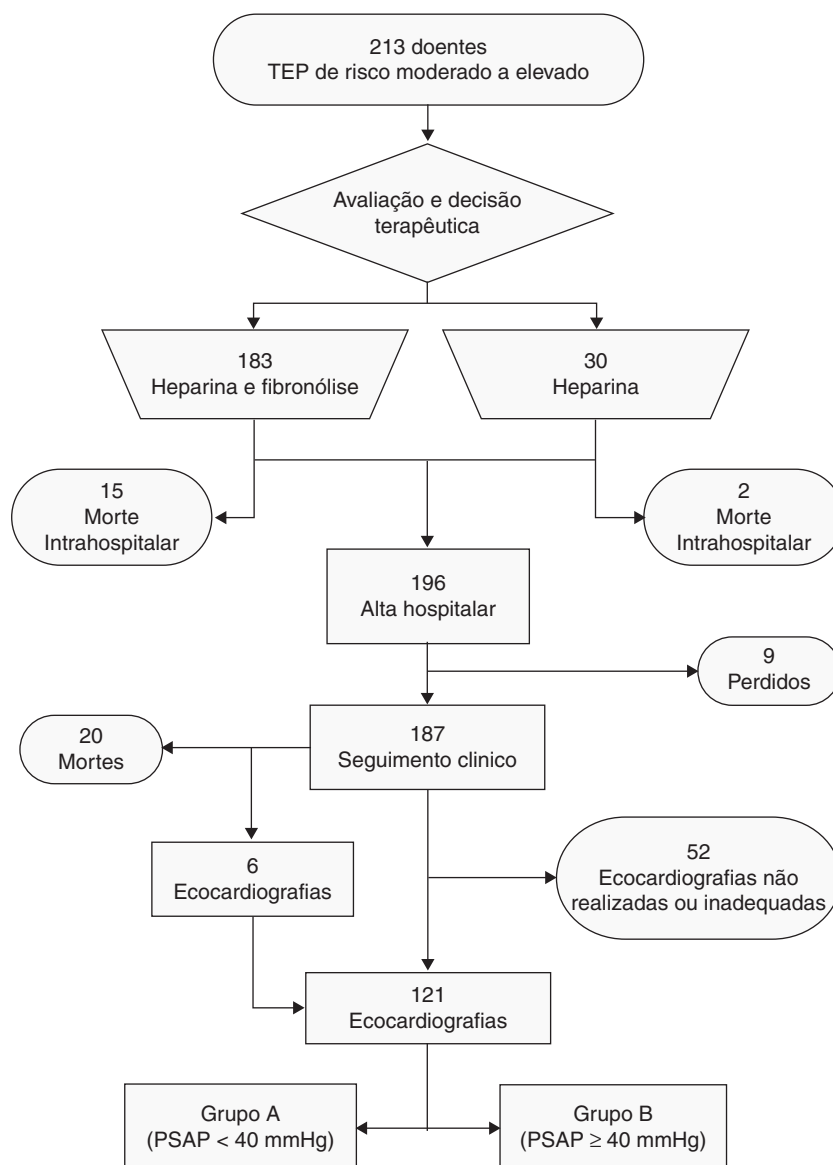 213 doentes
TEP de risco moderado a elevado
Avaliação e decisão
terapêutica
183
Heparina e fibronólise
30
Heparina
15
Morte
Intrahospitalar
2
Morte
Intrahospitalar
196
Alta hospitalar
9
Perdidos
187
Seguimento clinico
20
Mortes
6
Ecocardiografias
52
Ecocardiografias não
realizadas ou inadequadas
121
Ecocardiografias
Grupo A
(PSAP < 40 mmHg)
Grupo B
(PSAP ≥ 40 mmHg)